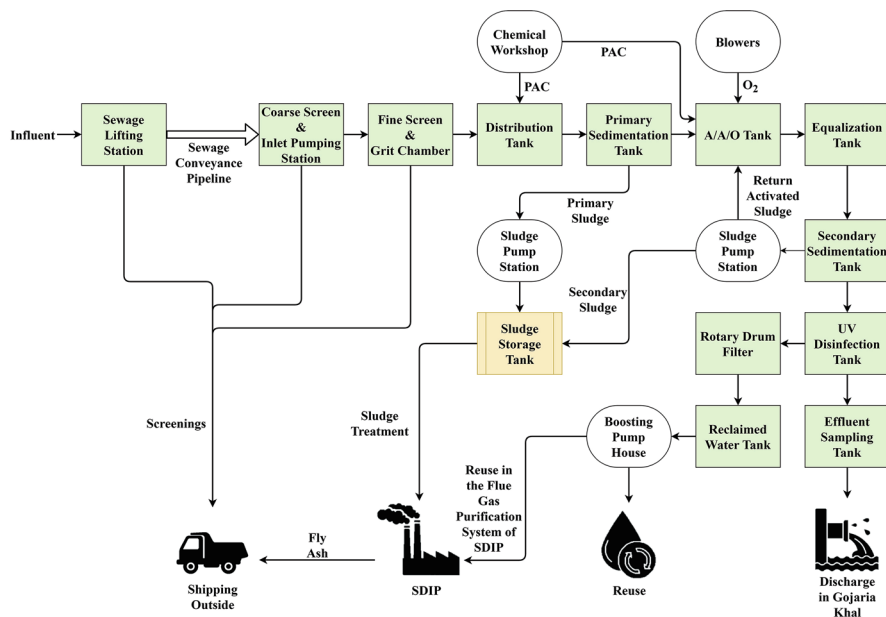 Chemical
Workshop
PAC
Blowers
PAC
O2
Influent
Sewage
Lifting
Station
Sewage
Conveyance
Pipeline
Coarse Screen
&
Inlet Pumping
Station
Fine Screen
&
Grit Chamber
Distribution
Tank
Primary
Sedimentation
Tank
A/A/O Tank
Equalization
Tank
Primary
Sludge
Return
Activated
Sludge
Sludge
Pump
Station
Sludge
Pump
Station
Secondary
Sedimentation
Tank
Secondary
Sludge
Sludge
Storage
Tank
Rotary Drum
Filter
UV
Disinfection
Tank
Screenings
Sludge
Treatment
Boosting
Pump
House
Reclaimed
Water Tank
Effluent
Sampling
Tank
Reuse in
the Flue
Gas
Purification
System of
SDIP
Fly
Ash
Shipping
Outside
SDIP
Reuse
Discharge
in Gojaria
Khal